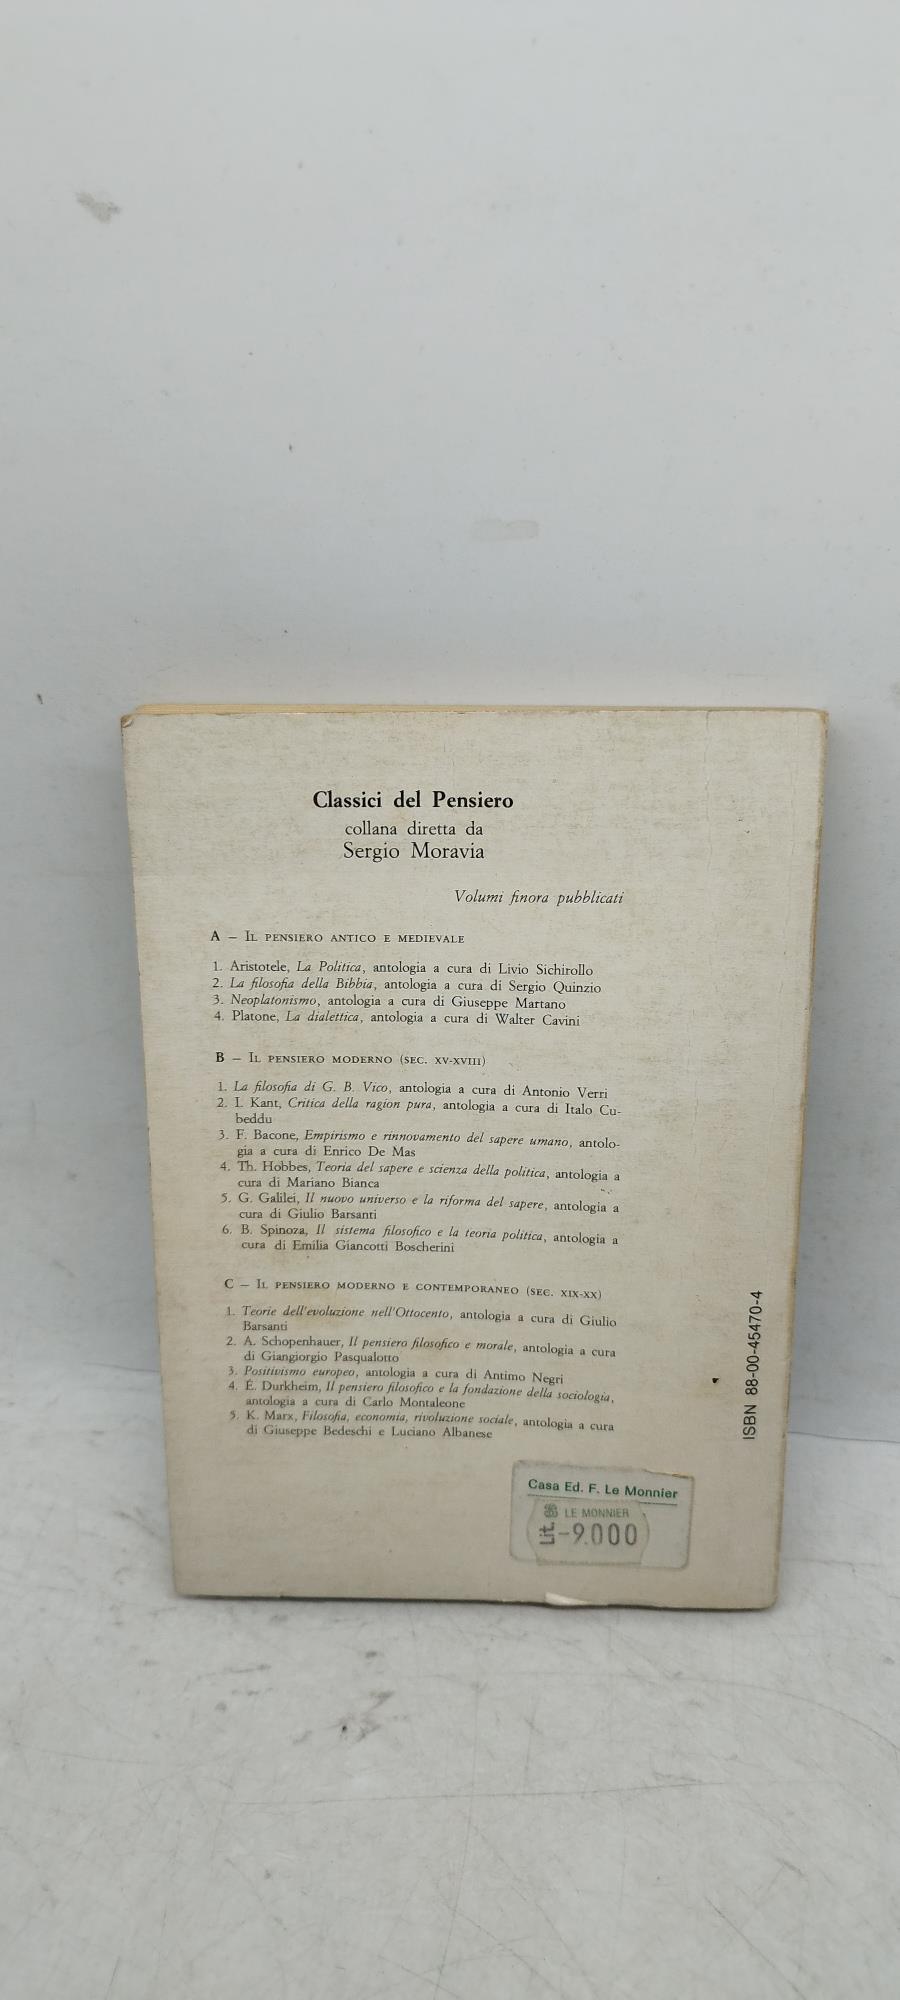 Classici del Pensiero
collana diretta da
Sergio Moravia
Volumi finora pubblicati
A – Il pensiero antico e medievale
1. Aristotele, La Politica, antologia a cura di Livio Sichirollo
2. La filosofia della Bibbia, antologia a cura di Sergio Quinzio
3. Neoplatonismo, antologia a cura di Giuseppe Martano
4. Platone, La dialettica, antologia a cura di Walter Cavini
B – Il pensiero moderno (sec. XV-XVIII)
1. La filosofia di G. B. Vico, antologia a cura di Antonio Verri
2. I. Kant, Critica della ragion pura, antologia a cura di Italo Cu-
beddu
3. F. Bacone, Empirismo e rinnovamento del sapere umano, antolo-
gia a cura di Enrico De Mas
4. Th. Hobbes, Teoria del sapere e scienza della politica, antologia a
cura di Mariano Bianca
5. G. Galilei, Il nuovo universo e la riforma del sapere, antologia a
cura di Giulio Barsanti
6. B. Spinoza, Il sistema filosofico e la teoria politica, antologia a
cura di Emilia Giancotti Boscherini
C – Il pensiero moderno e contemporaneo (sec. XIX-XX)
1. Teorie dell'evoluzione nell'Ottocento, antologia a cura di Giulio
Barsanti
2. A. Schopenhauer, Il pensiero filosofico e morale, antologia a cura
di Giangiorgio Pasqualotto
3. Positivismo europeo, antologia a cura di Antimo Negri
4. É. Durkheim, Il pensiero filosofico e la fondazione della sociologia,
antologia a cura di Carlo Montaleone
5. K. Marx, Filosofia, economia, rivoluzione sociale, antologia a cura
di Giuseppe Bedeschi e Luciano Albanese
ISBN 88-00-45470-4
Casa Ed. F. Le Monnier
LE MONNIER
Lit. -9.000